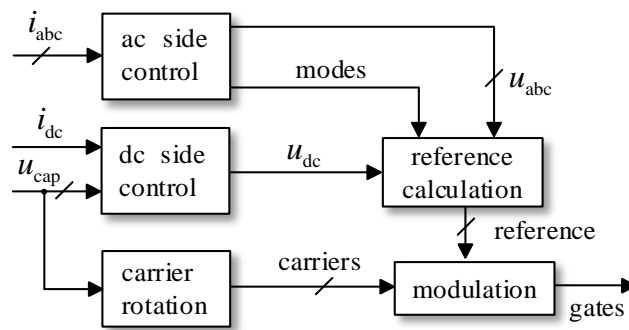 i_abc
ac side
control
modes
u_abc
i_dc
u_cap
dc side
control
u_dc
reference
calculation
reference
carrier
rotation
carriers
modulation
gates